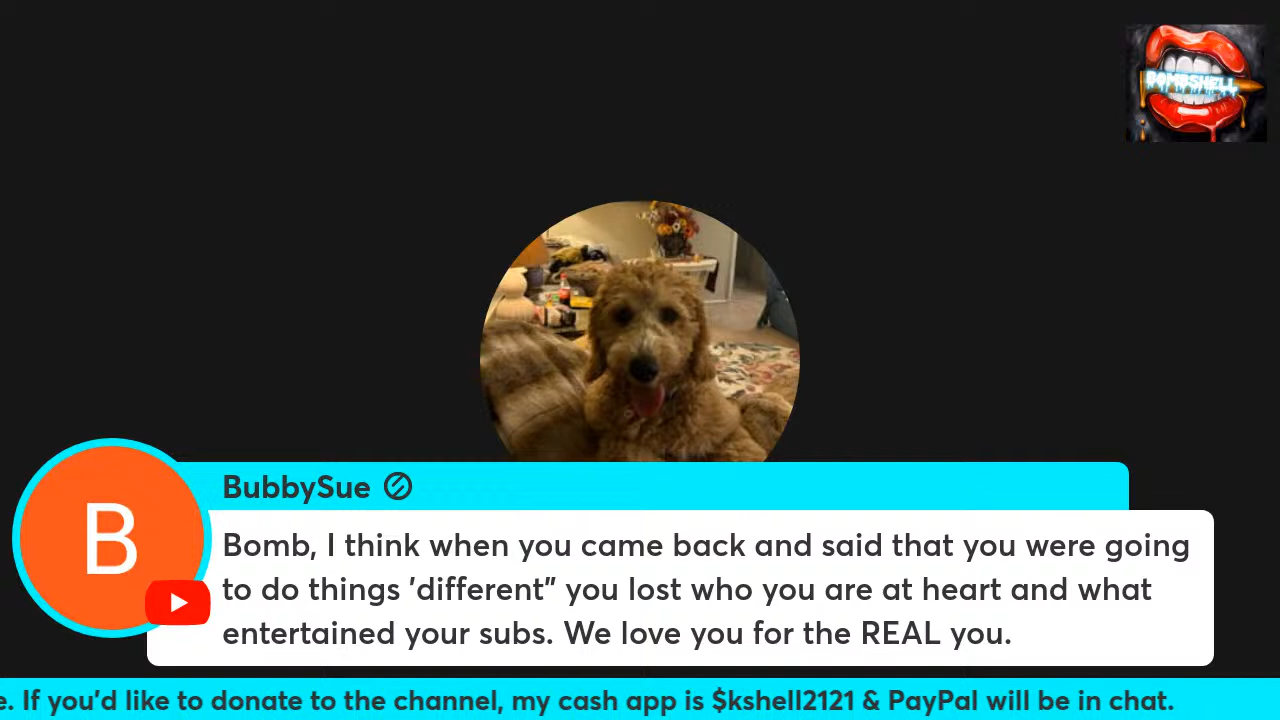 BOMBSHELL
B
BubbySue
Bomb, I think when you came back and said that you were going
to do things 'different" you lost who you are at heart and what
entertained your subs. We love you for the REAL you.
e. If you'd like to donate to the channel, my cash app is $kshell2121 & PayPal will be in chat.